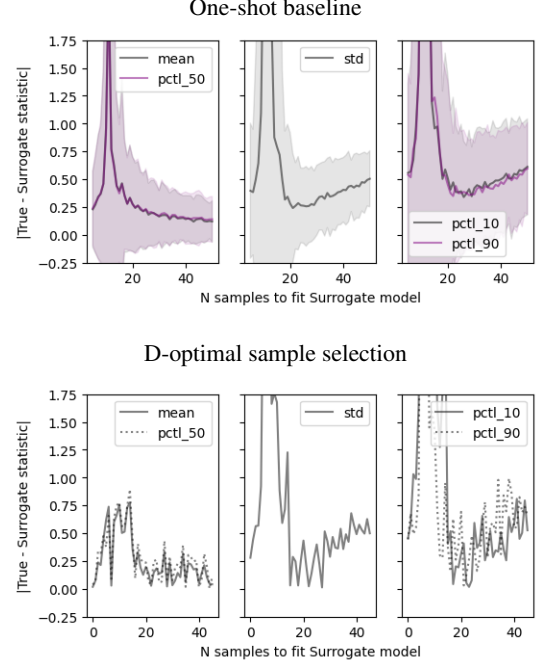 One-shot baseline
|True - Surrogate statistic|
1.75
1.50
1.25
1.00
0.75
0.50
0.25
0.00
−0.25
mean
pctl_50
std
pctl_10
pctl_90
20 40
20 40
20 40
N samples to fit Surrogate model
D-optimal sample selection
|True - Surrogate statistic|
1.75
1.50
1.25
1.00
0.75
0.50
0.25
0.00
−0.25
mean
pctl_50
std
pctl_10
pctl_90
0 20 40
0 20 40
0 20 40
N samples to fit Surrogate model